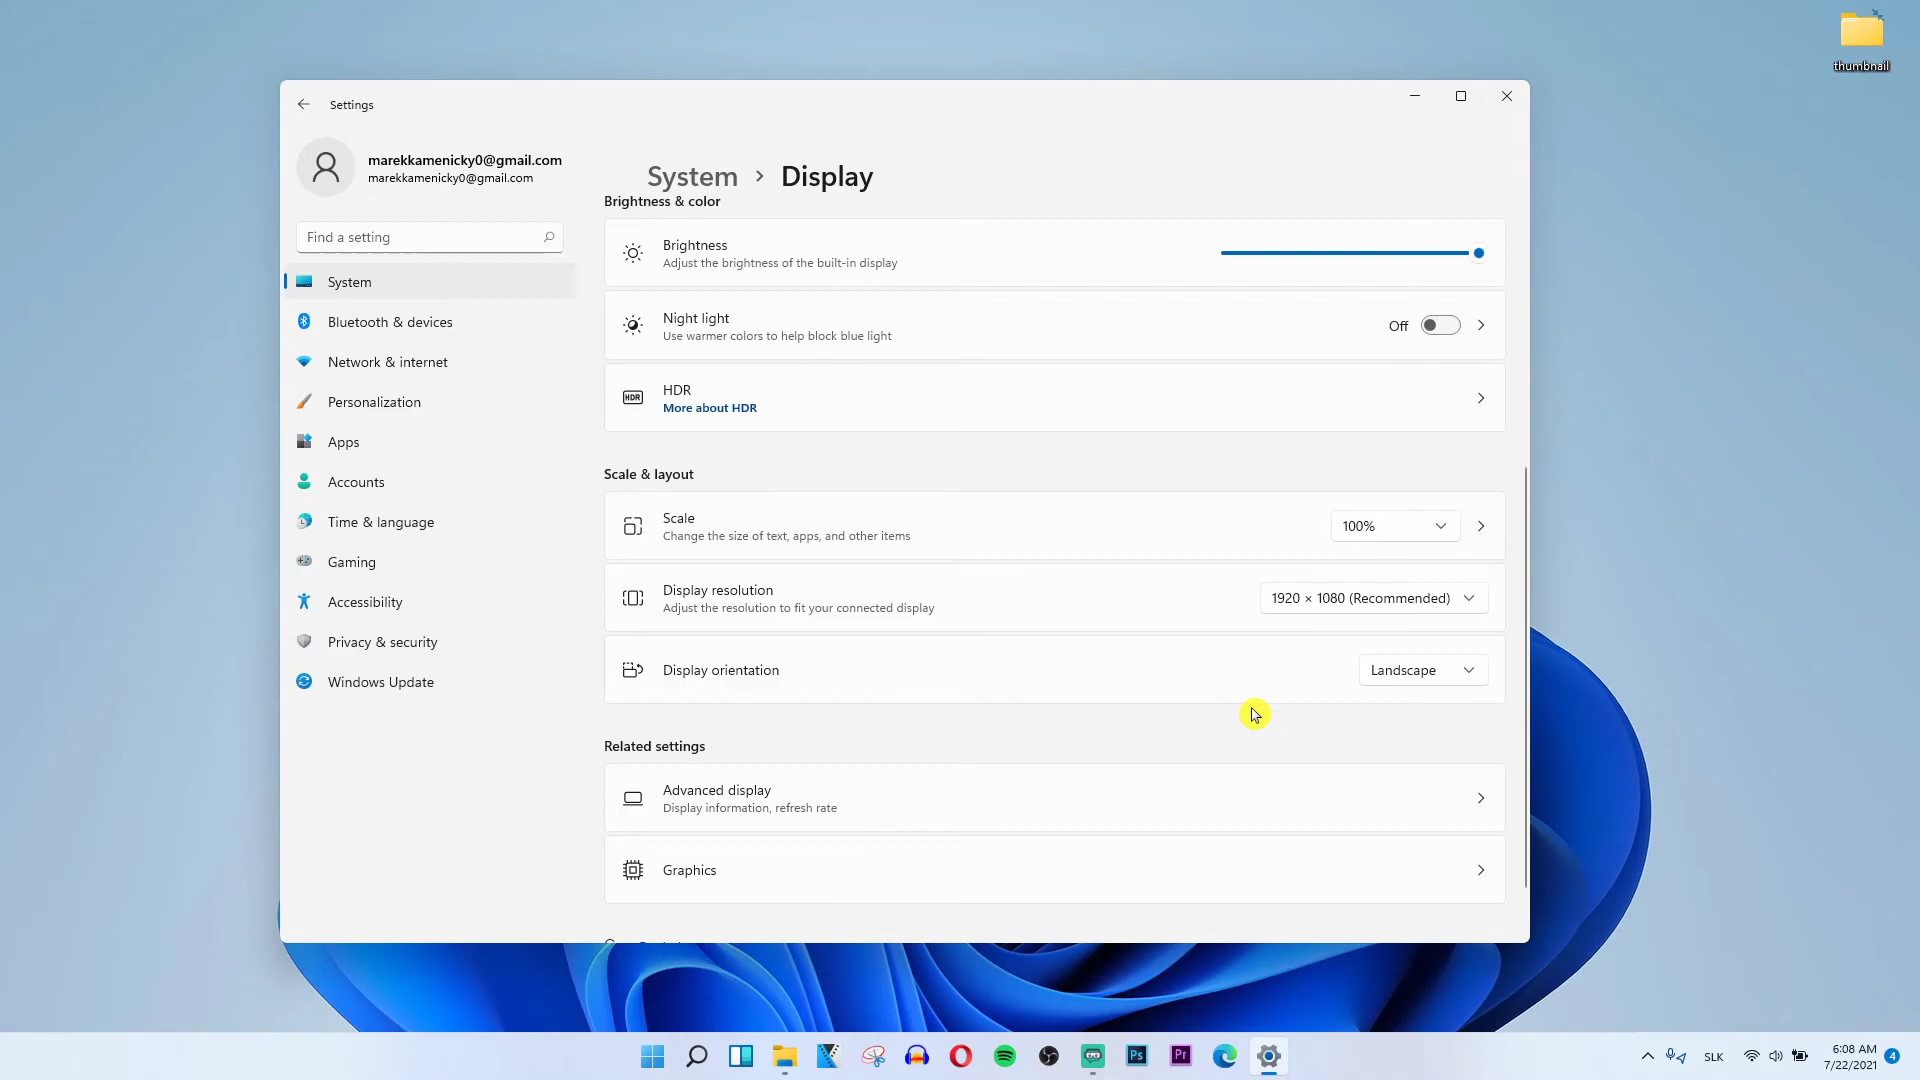 thumbnail
Settings
marekkamenicky0@gmail.com
marekkamenicky0@gmail.com
Find a setting
System
Bluetooth & devices
Network & internet
Personalization
Apps
Accounts
Time & language
Gaming
Accessibility
Privacy & security
Windows Update
System > Display
Brightness & color
Brightness
Adjust the brightness of the built-in display
Night light
Use warmer colors to help block blue light
Off
HDR
HDR
More about HDR
Scale & layout
Scale
Change the size of text, apps, and other items
100%
Display resolution
Adjust the resolution to fit your connected display
1920 × 1080 (Recommended)
Display orientation
Landscape
Related settings
Advanced display
Display information, refresh rate
Graphics
Ps
Pr
SLK
6:08 AM
7/22/2021
4